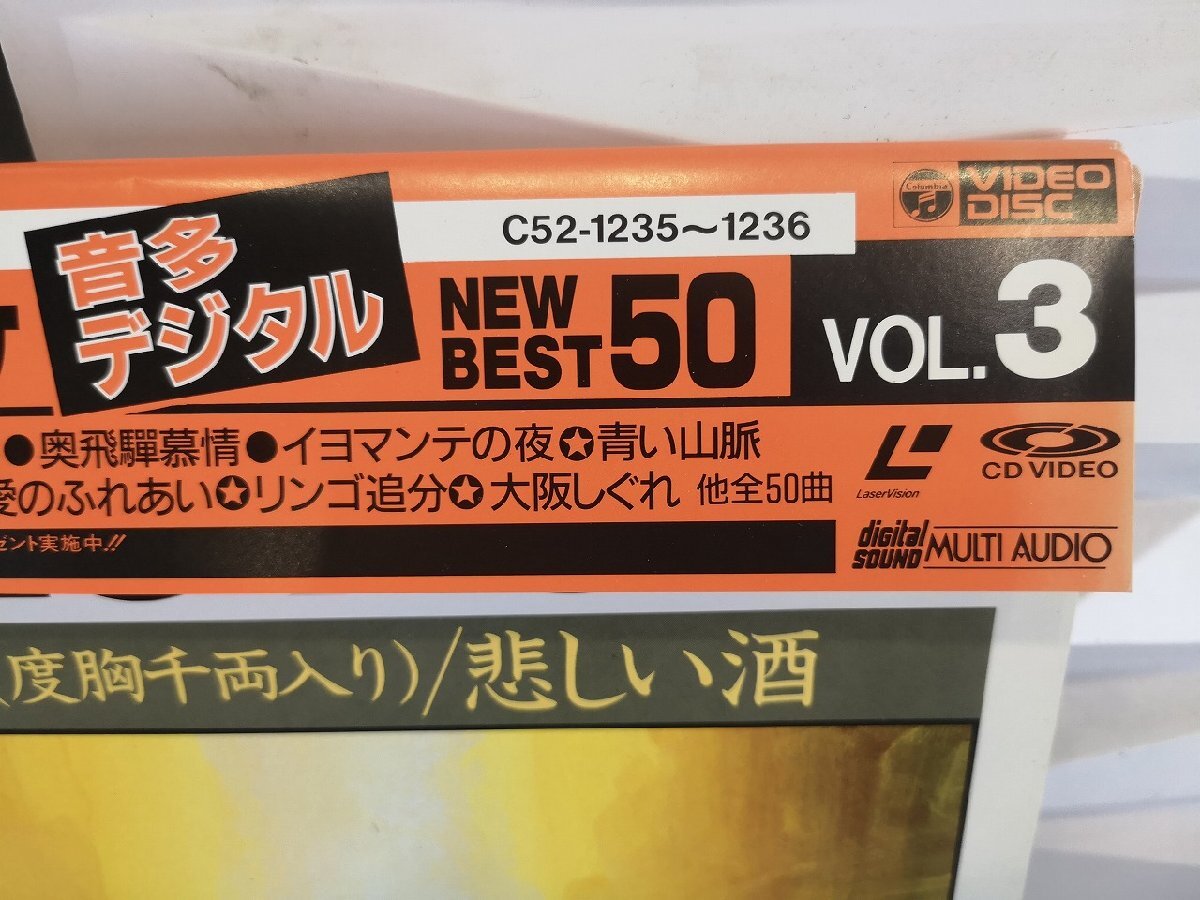 Columbia
VIDEO
DISC
C52-1235〜1236
音多
デジタル
NEW
BEST 50
VOL. 3
●奥飛驒慕情●イヨマンテの夜✪青い山脈
愛のふれあい✪リンゴ追分✪大阪しぐれ 他全50曲
LaserVision
CD VIDEO
ゼント実施中!!
digital
SOUND
MULTI AUDIO
(度胸千両入り)/悲しい酒